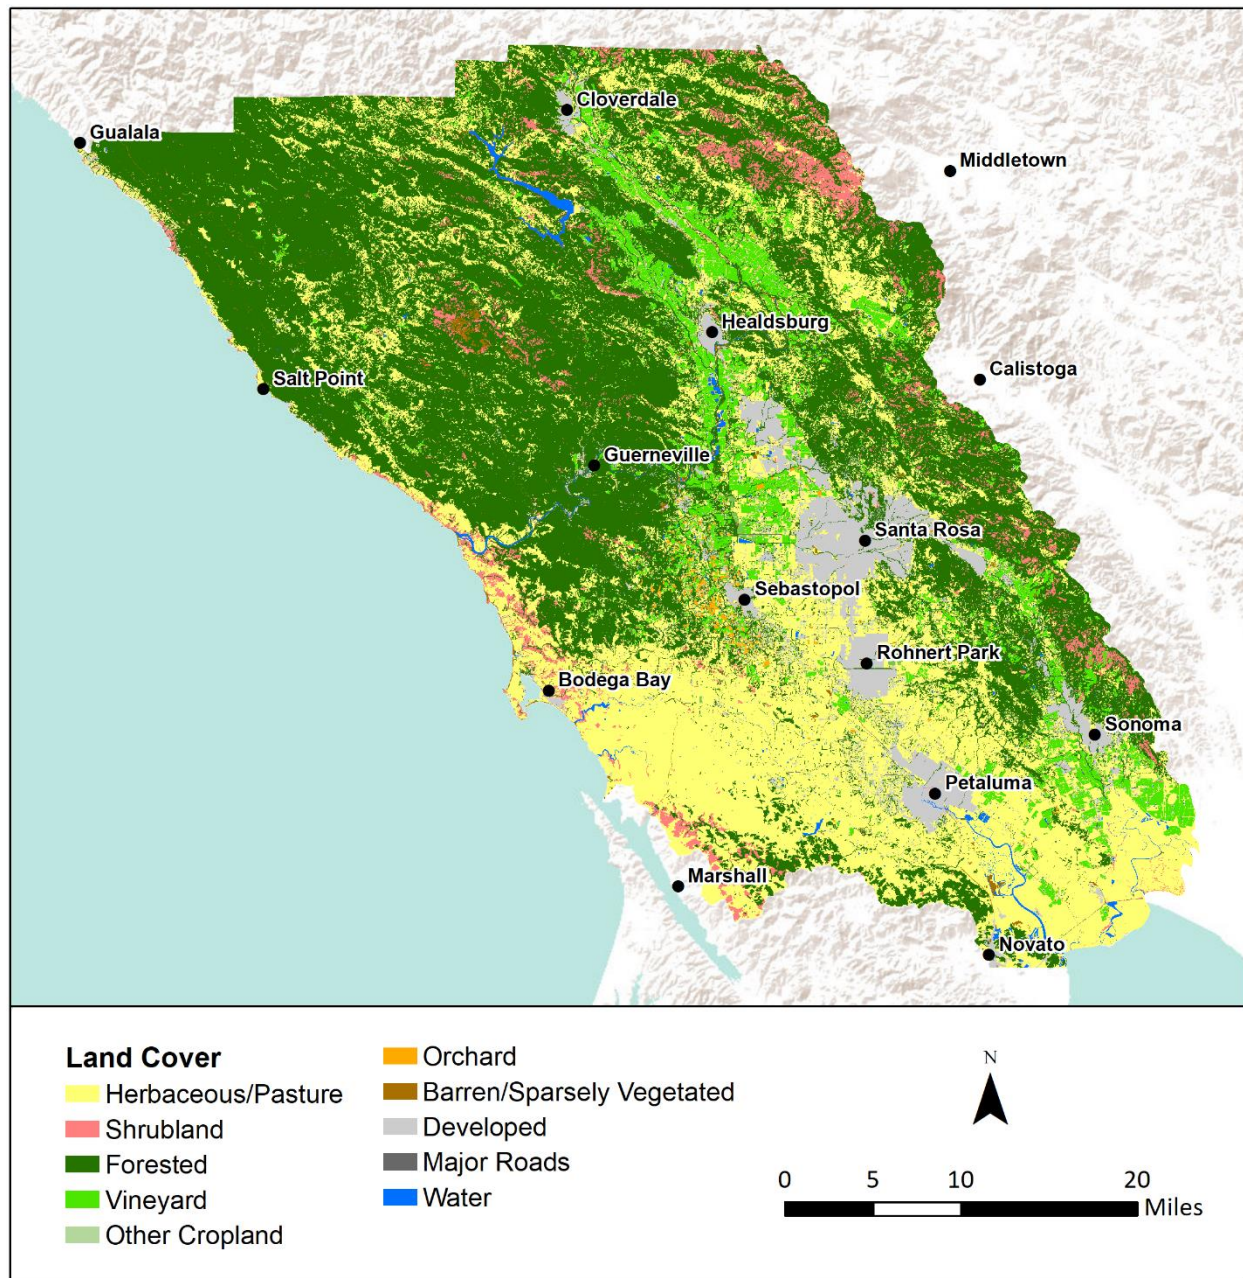 Cloverdale
Gualala
Middletown
Healdsburg
Calistoga
Salt Point
Guerneville
Santa Rosa
Sebastopol
Rohnert Park
Bodega Bay
Sonoma
Petaluma
Marshall
Novato
Land Cover
Herbaceous/Pasture
Shrubland
Forested
Vineyard
Other Cropland
Orchard
Barren/Sparsely Vegetated
Developed
Major Roads
Water
N
0 5 10 20
Miles